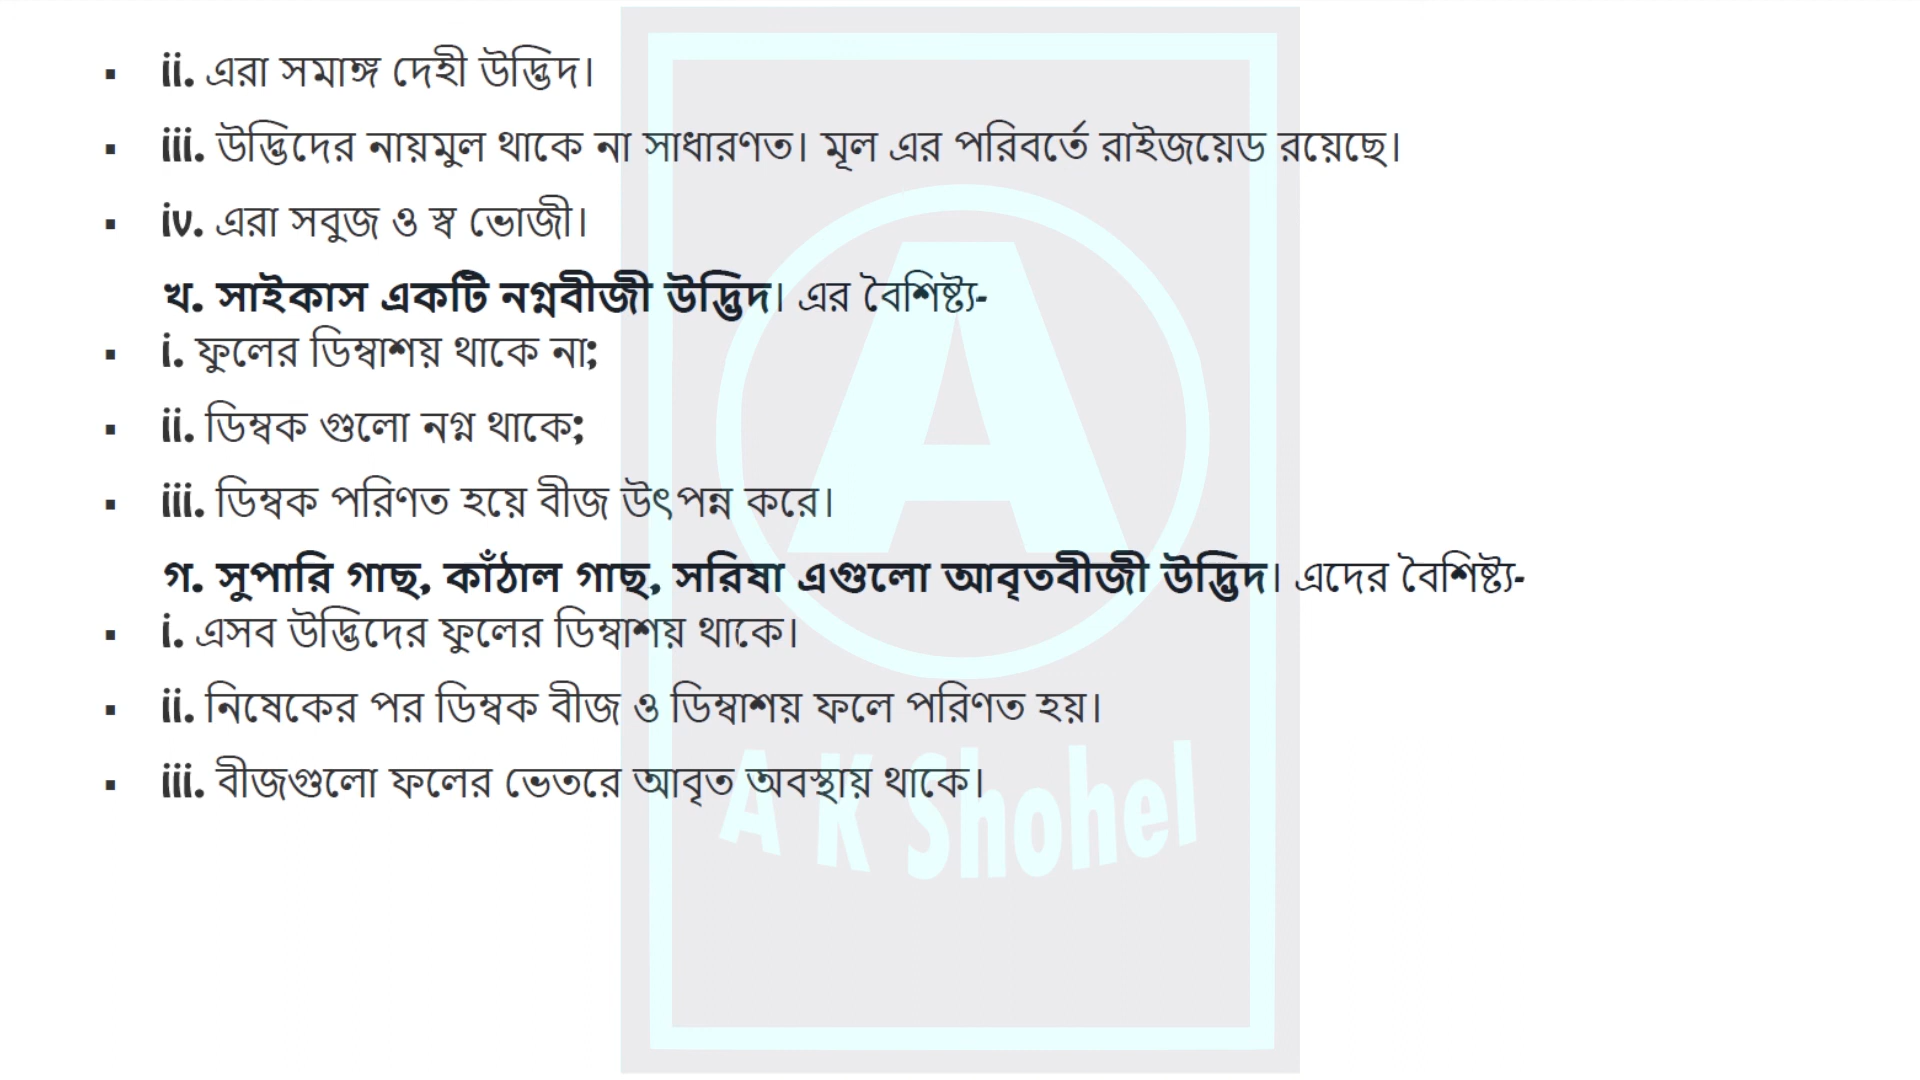 ▪ ii. এরা সমাঙ্গ দেহী উদ্ভিদ।
▪ iii. উদ্ভিদের নায়মুল থাকে না সাধারণত। মূল এর পরিবর্তে রাইজয়েড রয়েছে।
▪ iv. এরা সবুজ ও স্ব ভোজী।
খ. সাইকাস একটি নগ্নবীজী উদ্ভিদ। এর বৈশিষ্ট্য-
▪ i. ফুলের ডিম্বাশয় থাকে না;
▪ ii. ডিম্বক গুলো নগ্ন থাকে;
▪ iii. ডিম্বক পরিণত হয়ে বীজ উৎপন্ন করে।
গ. সুপারি গাছ, কাঁঠাল গাছ, সরিষা এগুলো আবৃতবীজী উদ্ভিদ। এদের বৈশিষ্ট্য-
▪ i. এসব উদ্ভিদের ফুলের ডিম্বাশয় থাকে।
▪ ii. নিষেকের পর ডিম্বক বীজ ও ডিম্বাশয় ফলে পরিণত হয়।
▪ iii. বীজগুলো ফলের ভেতরে আবৃত অবস্থায় থাকে।
A
A K Shohel